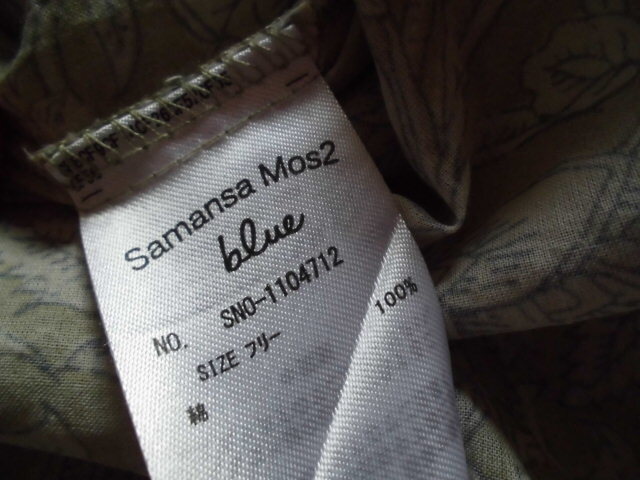 Samansa Mos2
blue
NO. SNO-1104712
SIZE フリー
綿 100%